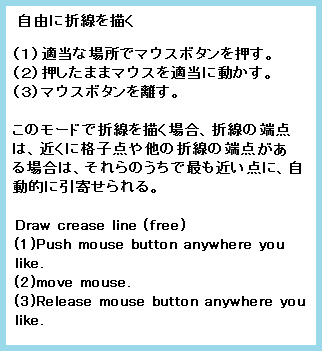 自由に折線を描く
(1)適当な場所でマウスボタンを押す。
(2)押したままマウスを適当に動かす。
(3)マウスボタンを離す。
このモードで折線を描く場合、折線の端点
は、近くに格子点や他の折線の端点があ
る場合は、それらのうちで最も近い点に、自
動的に引寄せられる。
Draw crease line (free)
(1)Push mouse button anywhere you
like.
(2)move mouse.
(3)Release mouse button anywhere you
like.